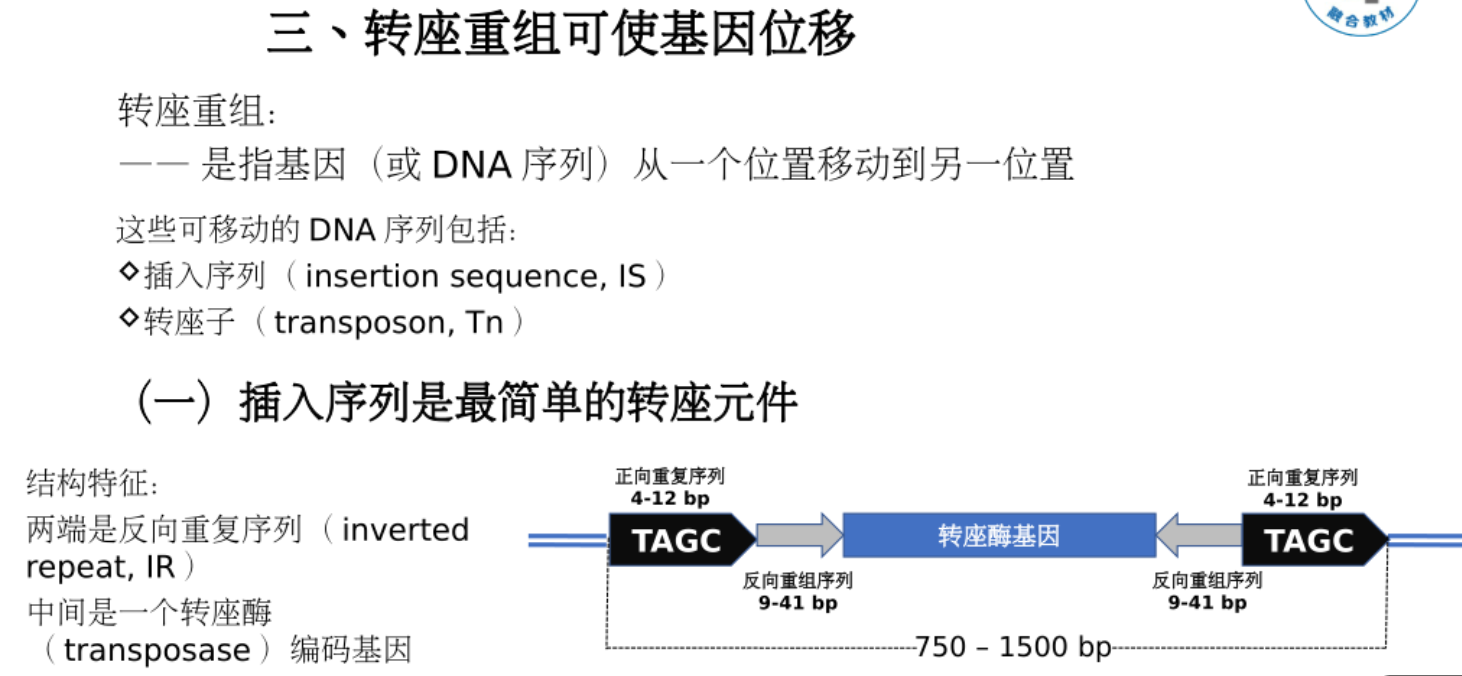 三、转座重组可使基因位移
融合教材
转座重组：
—— 是指基因（或 DNA 序列）从一个位置移动到另一位置
这些可移动的 DNA 序列包括：
◇插入序列（insertion sequence, IS）
◇转座子（transposon, Tn）
（一）插入序列是最简单的转座元件
结构特征：
两端是反向重复序列（inverted
repeat, IR）
中间是一个转座酶
（transposase）编码基因
正向重复序列
4-12 bp
正向重复序列
4-12 bp
TAGC
转座酶基因
TAGC
反向重组序列
9-41 bp
反向重组序列
9-41 bp
750 – 1500 bp